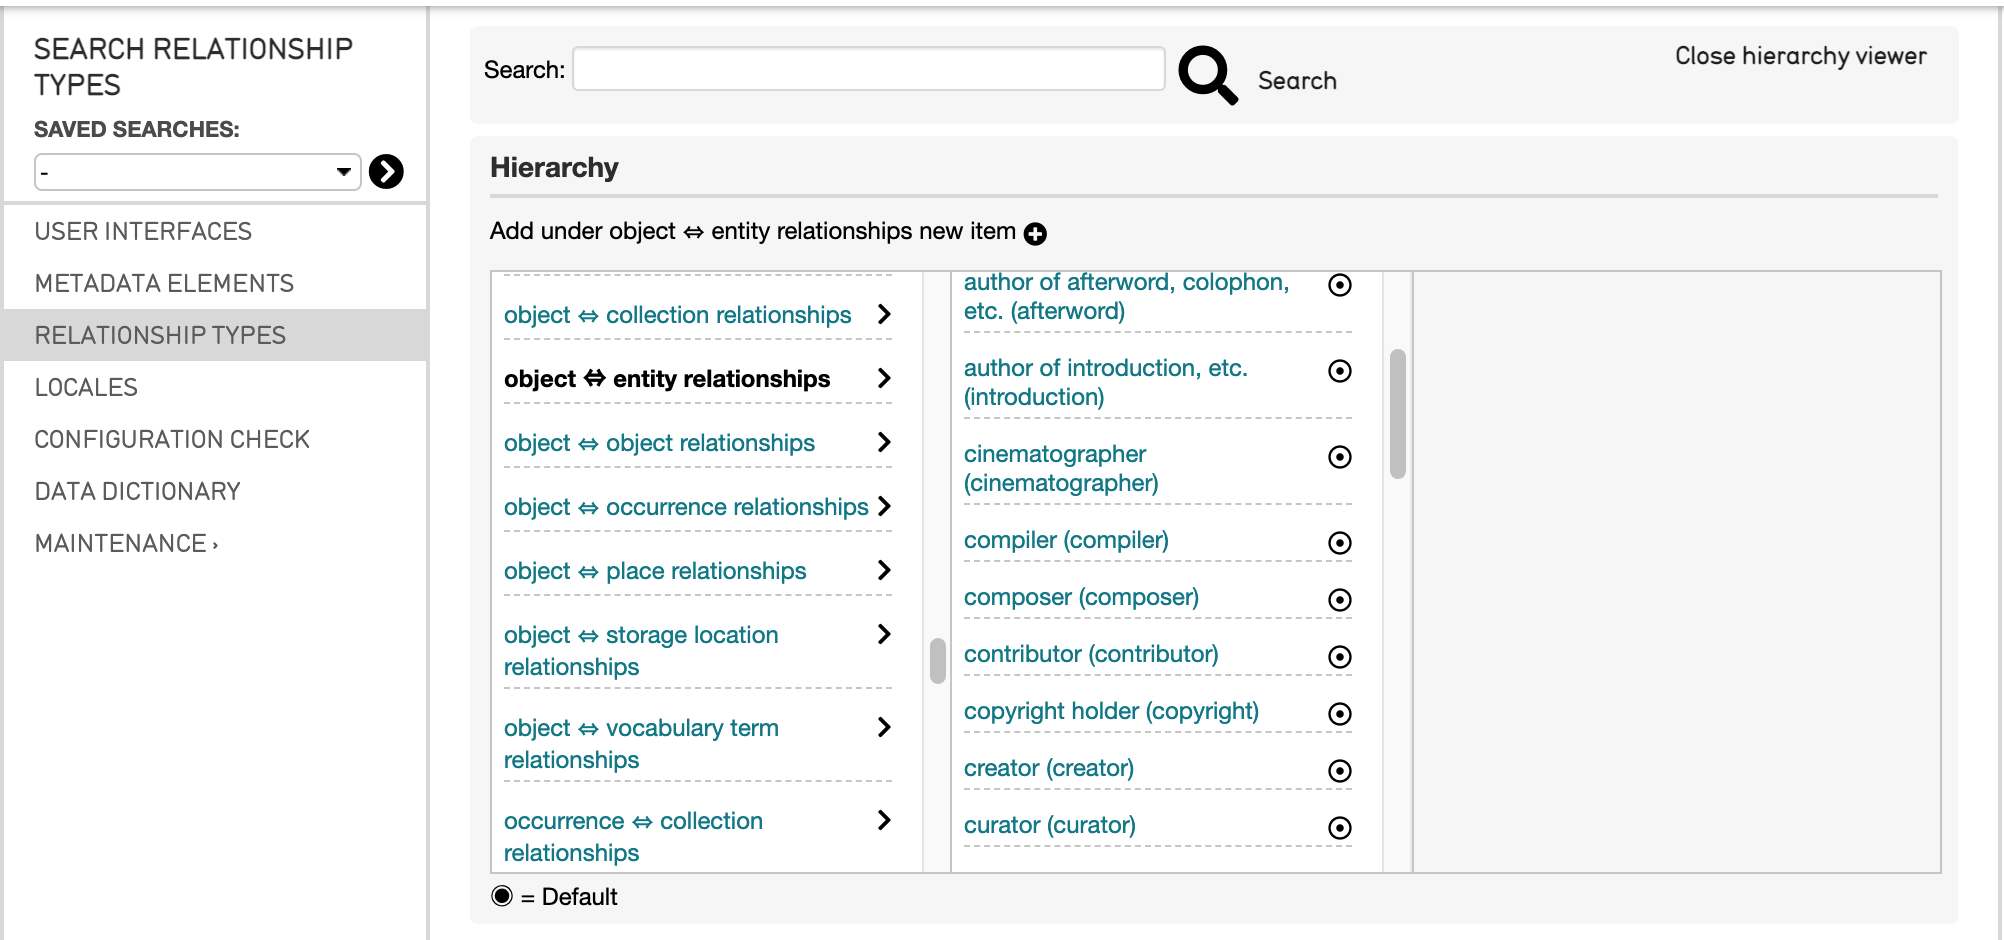 SEARCH RELATIONSHIP
TYPES
SAVED SEARCHES:
-
USER INTERFACES
METADATA ELEMENTS
RELATIONSHIP TYPES
LOCALES
CONFIGURATION CHECK
DATA DICTIONARY
MAINTENANCE ›
Search:
Search
Close hierarchy viewer
Hierarchy
Add under object ⇔ entity relationships new item
object ⇔ collection relationships
object ⇔ entity relationships
object ⇔ object relationships
object ⇔ occurrence relationships
object ⇔ place relationships
object ⇔ storage location
relationships
object ⇔ vocabulary term
relationships
occurrence ⇔ collection
relationships
author of afterword, colophon,
etc. (afterword)
author of introduction, etc.
(introduction)
cinematographer
(cinematographer)
compiler (compiler)
composer (composer)
contributor (contributor)
copyright holder (copyright)
creator (creator)
curator (curator)
= Default